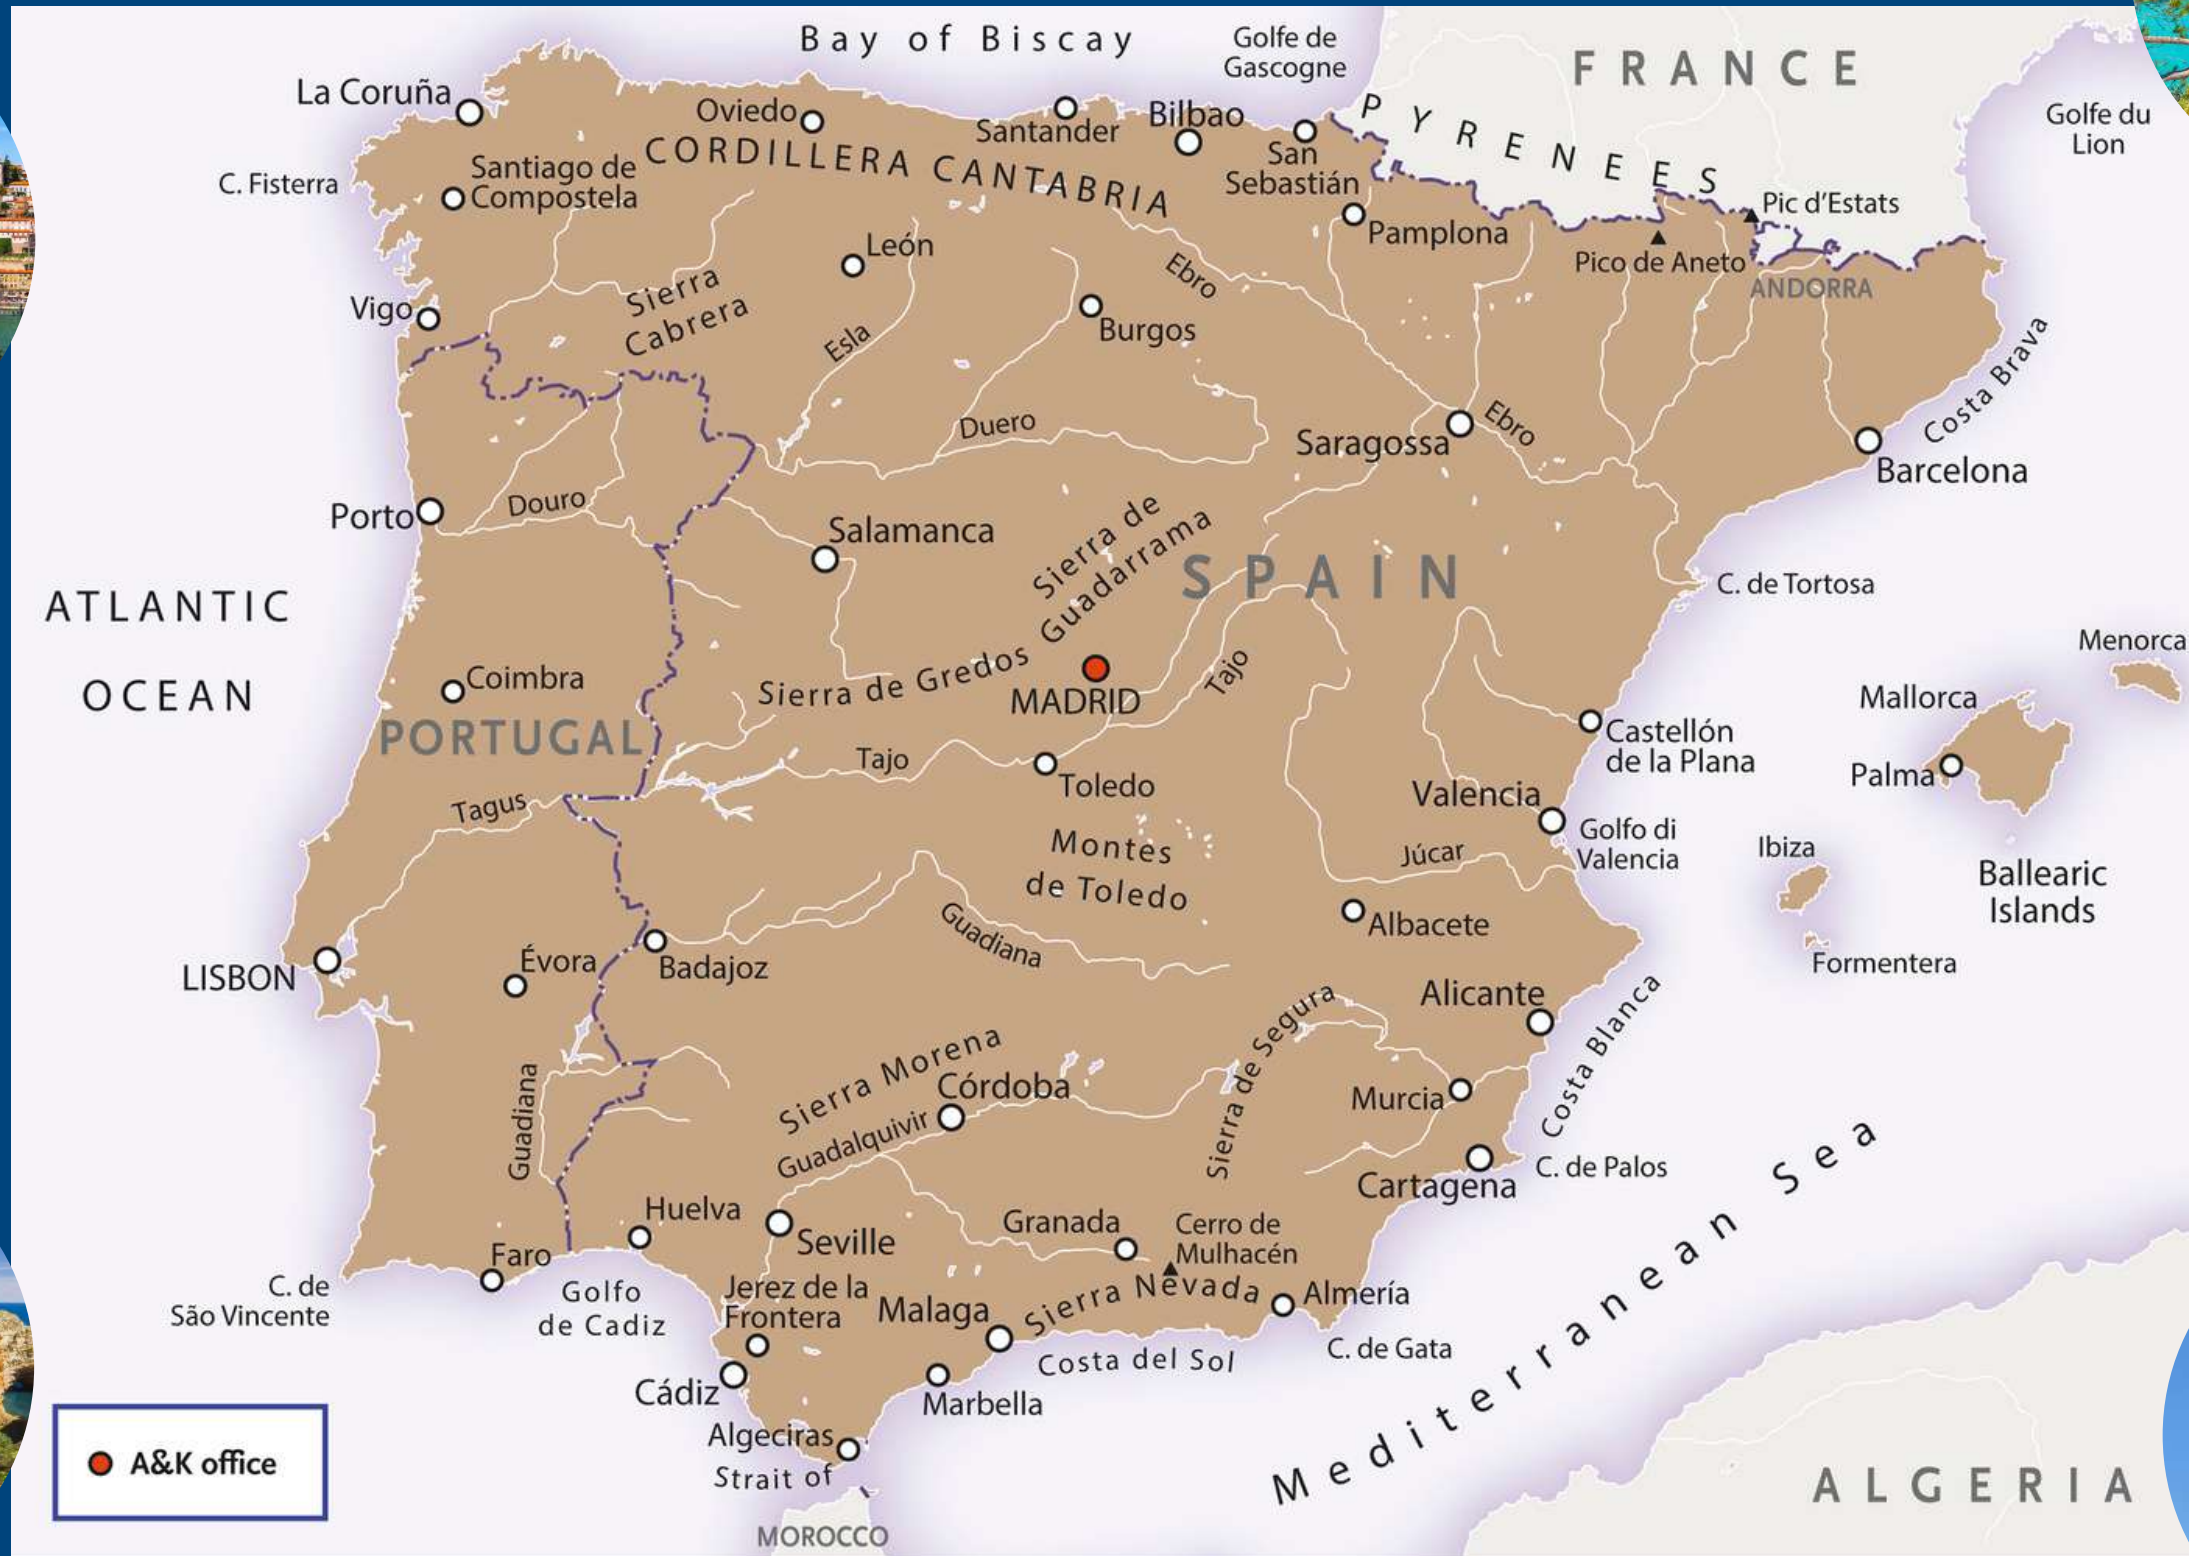 Bay of Biscay
Golfe de
Gascogne
FRANCE
PYRENEES
Golfe du
Lion
La Coruña
Oviedo
Santander
Bilbao
San
Sebastián
CORDILLERA CANTABRIA
C. Fisterra
Santiago de
Compostela
Pamplona
Pic d'Estats
Pico de Aneto
ANDORRA
León
Ebro
Vigo
Sierra
Cabrera
Esla
Burgos
Costa Brava
Duero
Saragossa
Ebro
Barcelona
Porto
Douro
Salamanca
Sierra de
Guadarrama
SPAIN
C. de Tortosa
ATLANTIC
OCEAN
Menorca
Coimbra
PORTUGAL
Sierra de Gredos
MADRID
Tajo
Mallorca
Castellón
de la Plana
Palma
Tajo
Toledo
Tagus
Valencia
Golfo di
Valencia
Montes
de Toledo
Júcar
Ibiza
Ballearic
Islands
Albacete
Guadiana
Formentera
LISBON
Évora
Badajoz
Alicante
Costa Blanca
Sierra de Segura
Sierra Morena
Córdoba
Guadiana
Guadalquivir
Murcia
C. de Palos
Cartagena
Mediterranean Sea
Huelva
Seville
Granada
Cerro de
Mulhacén
Faro
C. de
São Vincente
Golfo
de Cadiz
Jerez de la
Frontera
Malaga
Sierra Nevada
Almería
C. de Gata
Costa del Sol
Cádiz
Marbella
Algeciras
Strait of
A&K office
ALGERIA
MOROCCO